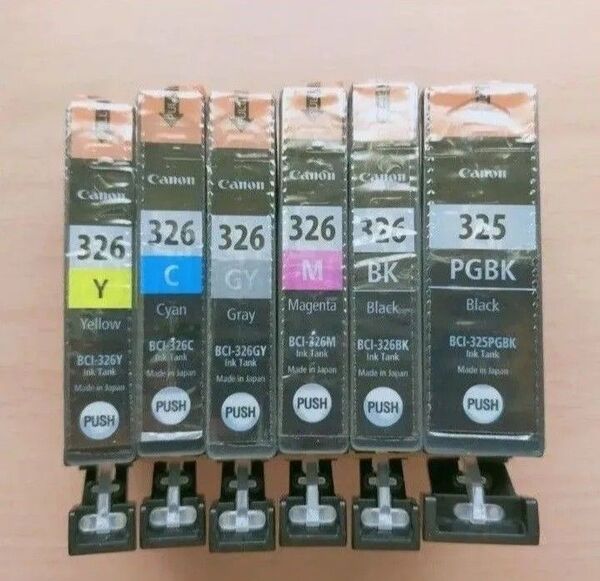 Canon
326
Y
Yellow
BCI-326Y
Ink Tank
Made in Japan
PUSH
Canon
326
C
Cyan
BCI-326C
Ink Tank
Made in Japan
PUSH
Canon
326
GY
Gray
BCI-326GY
Ink Tank
Made in Japan
PUSH
Canon
326
M
Magenta
BCI-326M
Ink Tank
Made in Japan
PUSH
Canon
326
BK
Black
BCI-326BK
Ink Tank
Made in Japan
PUSH
Canon
325
PGBK
Black
BCI-325PGBK
Ink Tank
Made in Japan
PUSH